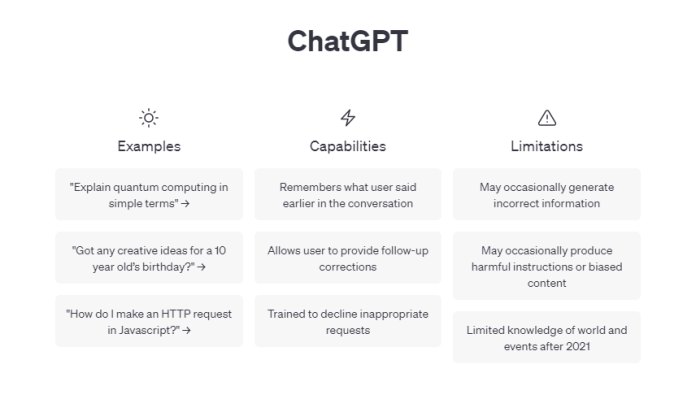 ChatGPT
Examples
"Explain quantum computing in
simple terms" →
"Got any creative ideas for a 10
year old's birthday?" →
"How do I make an HTTP request
in Javascript?" →
Capabilities
Remembers what user said
earlier in the conversation
Allows user to provide follow-up
corrections
Trained to decline inappropriate
requests
Limitations
May occasionally generate
incorrect information
May occasionally produce
harmful instructions or biased
content
Limited knowledge of world and
events after 2021